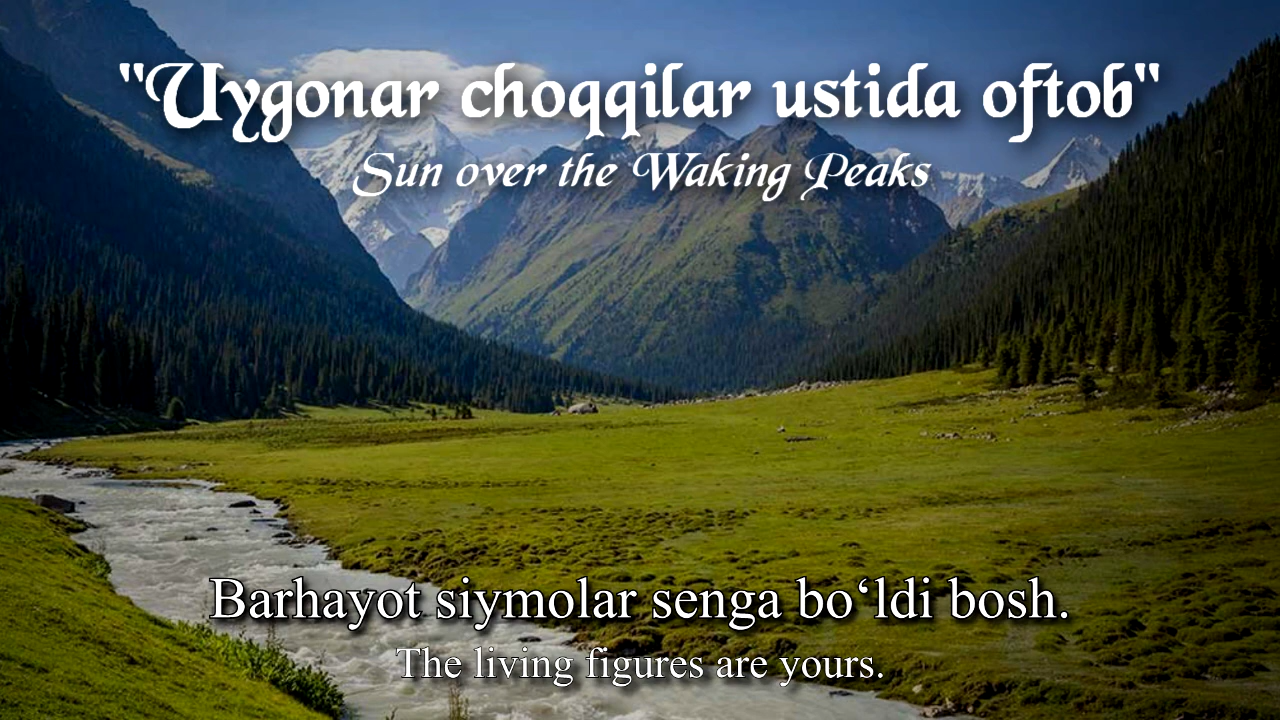 "Uygonar choqqilar ustida oftob"
Sun over the Waking Peaks
Barhayot siymolar senga bo‘ldi bosh.
The living figures are yours.